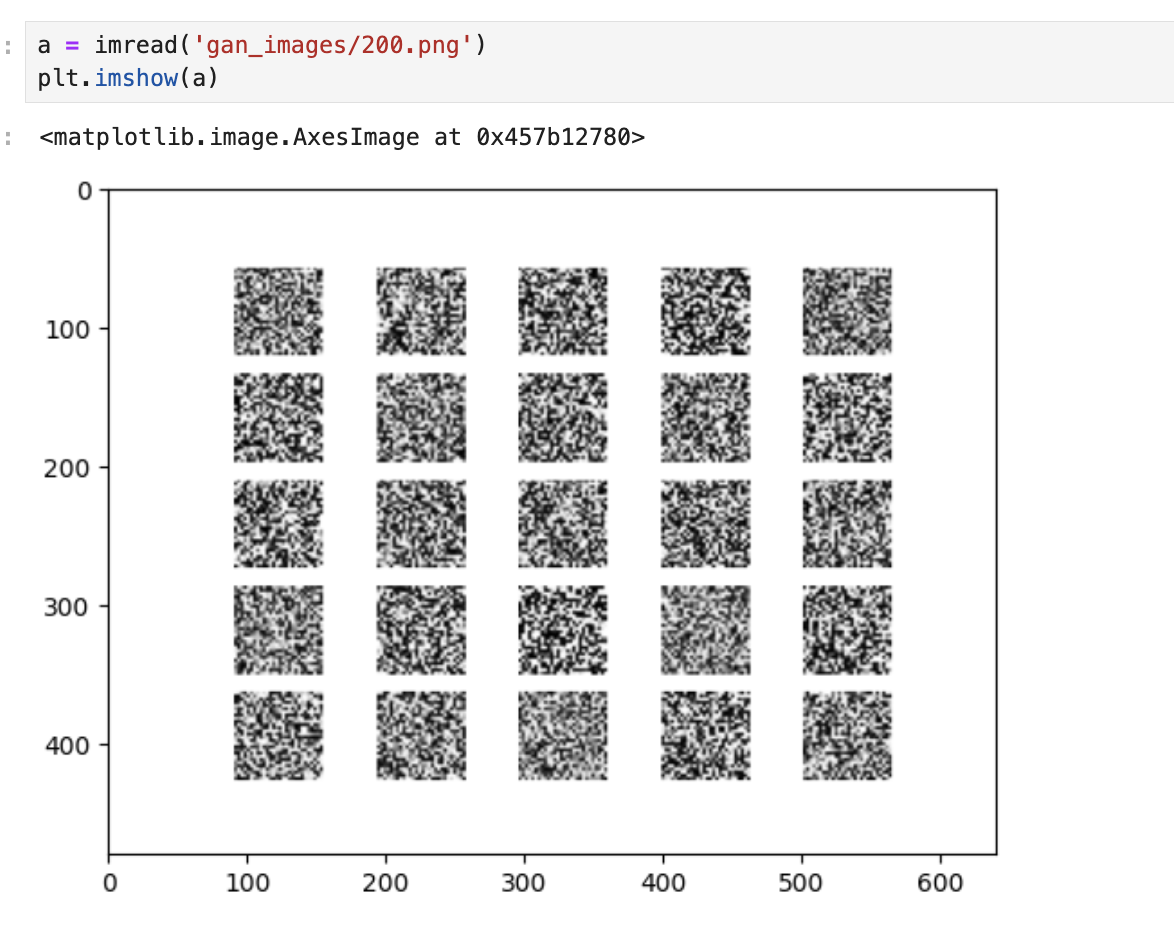 : a = imread('gan_images/200.png')
plt.imshow(a)
: <matplotlib.image.AxesImage at 0x457b12780>
0
100
200
300
400
0 100 200 300 400 500 600